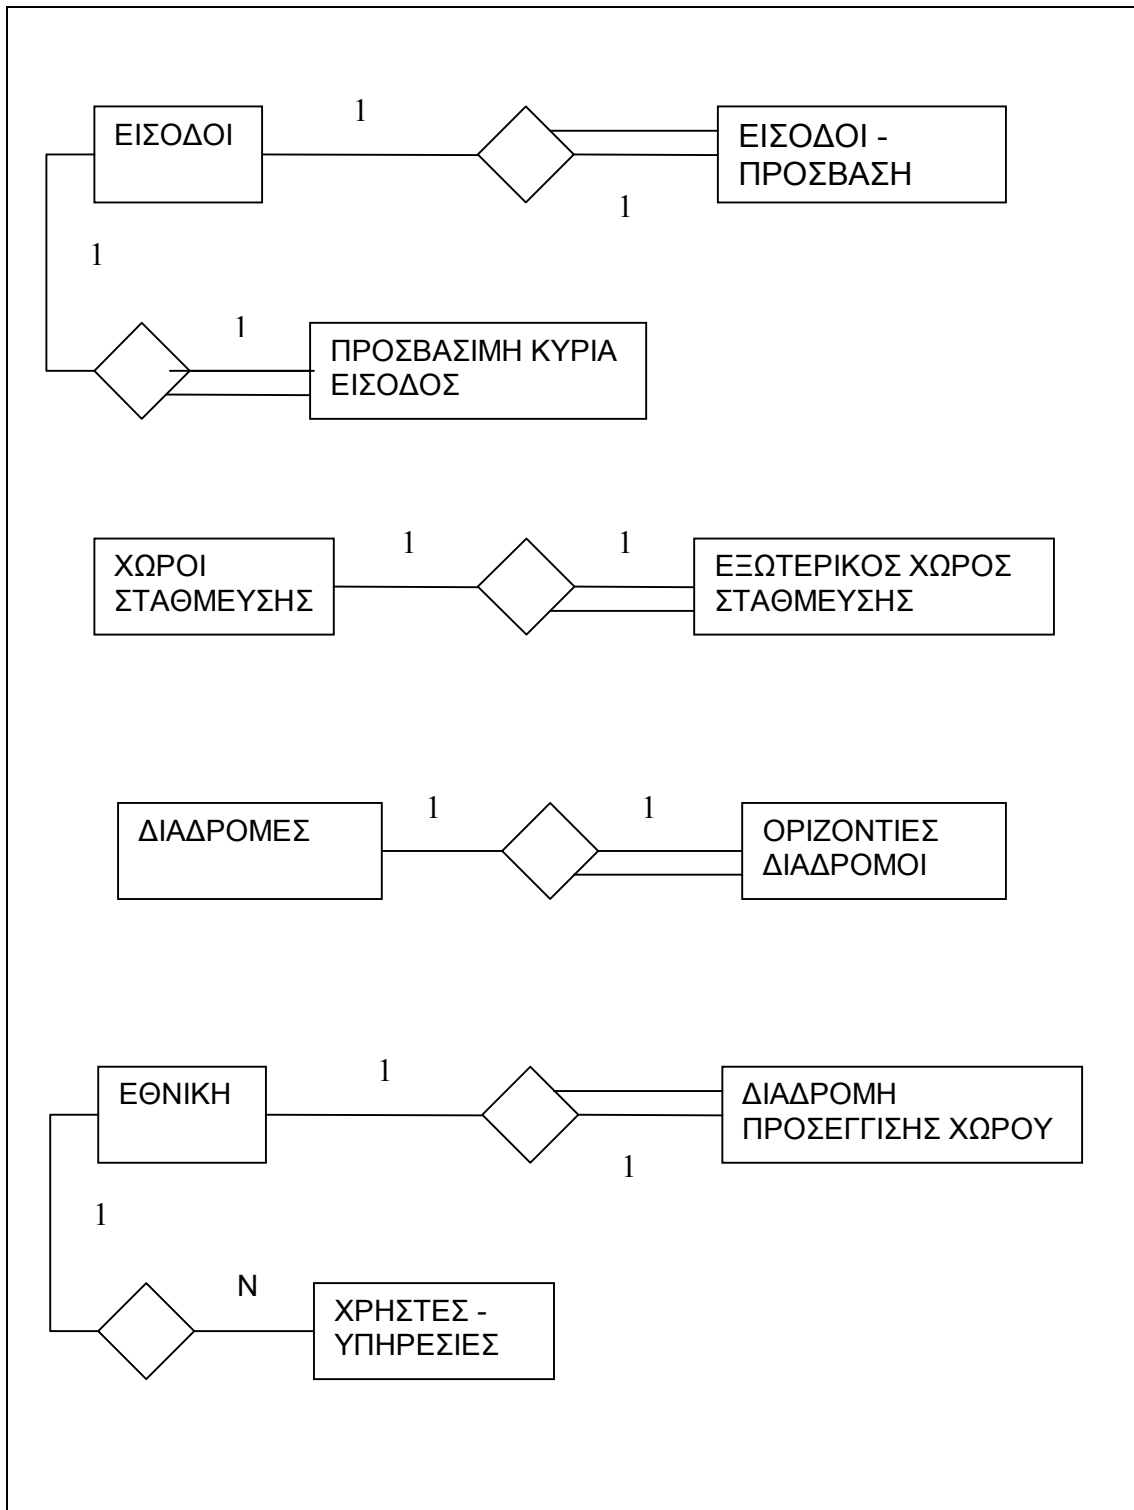 1
ΕΙΣΟΔΟΙ
ΕΙΣΟΔΟΙ -
ΠΡΟΣΒΑΣΗ
1
1
1
ΠΡΟΣΒΑΣΙΜΗ ΚΥΡΙΑ
ΕΙΣΟΔΟΣ
1
1
ΧΩΡΟΙ
ΣΤΑΘΜΕΥΣΗΣ
ΕΞΩΤΕΡΙΚΟΣ ΧΩΡΟΣ
ΣΤΑΘΜΕΥΣΗΣ
1
1
ΔΙΑΔΡΟΜΕΣ
ΟΡΙΖΟΝΤΙΕΣ
ΔΙΑΔΡΟΜΟΙ
1
ΕΘΝΙΚΗ
ΔΙΑΔΡΟΜΗ
ΠΡΟΣΕΓΓΙΣΗΣ ΧΩΡΟΥ
1
1
Ν
ΧΡΗΣΤΕΣ -
ΥΠΗΡΕΣΙΕΣ